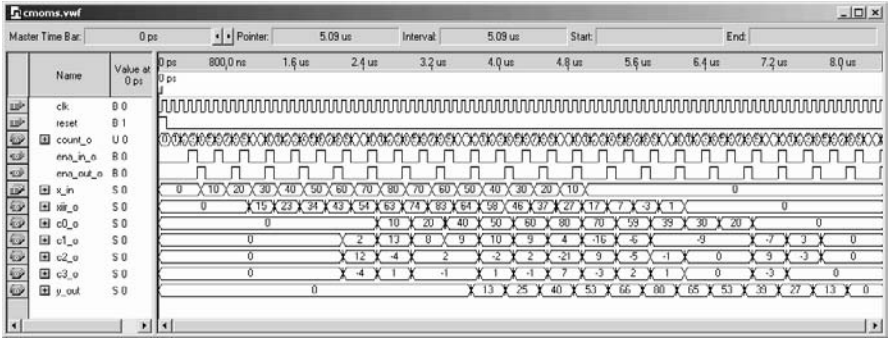 cmoms.vwf
Master Time Bar: 0 ps Pointer: 5.09 us Interval: 5.09 us Start: End:
Name Value at 0 ps
0 ps 800.0 ns 1.6 us 2.4 us 3.2 us 4.0 us 4.8 us 5.6 us 6.4 us 7.2 us 8.0 us
0 ps
clk B 0
reset B 1
count_o U 0
ena_in_o B 0
ena_out_o B 0
x_in S 0 0 10 20 30 40 50 60 70 80 70 60 50 40 30 20 10 0
xiir_o S 0 0 15 23 34 43 54 63 74 83 64 58 46 37 27 17 7 -3 1 0
c0_o S 0 0 10 20 40 50 60 80 70 59 39 30 20 0
c1_o S 0 0 2 13 8 9 10 9 4 -16 -6 -9 -7 3 0
c2_o S 0 0 12 -4 2 -2 2 -21 9 -5 -1 0 9 -3 0
c3_o S 0 0 -4 1 -1 1 -1 7 -3 2 1 0 -3 0
y_out S 0 0 13 25 40 53 66 80 65 53 39 27 13 0